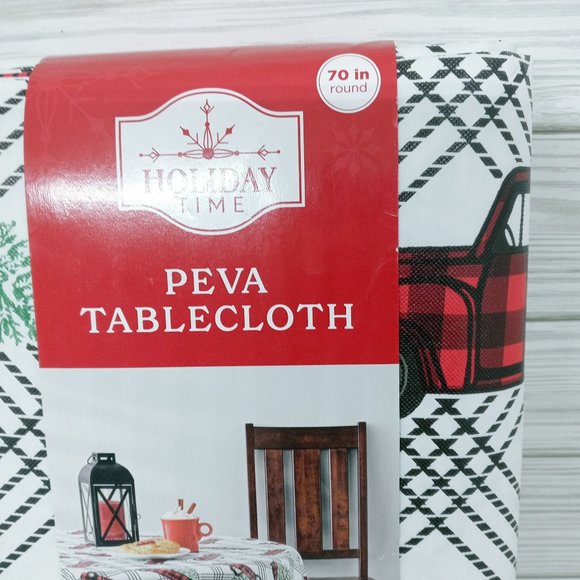 70 in
round
HOLIDAY
TIME
PEVA
TABLECLOTH